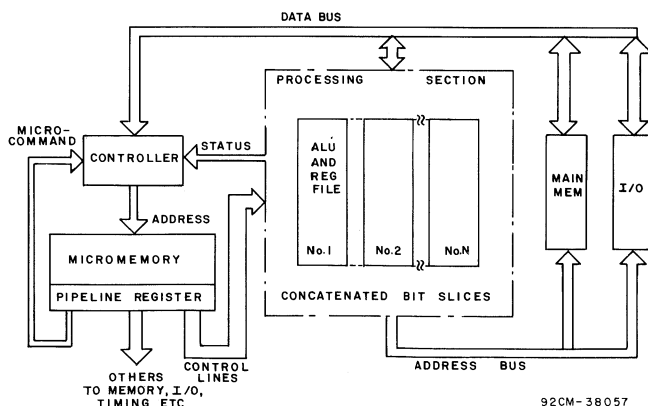 DATA BUS
PROCESSING SECTION
MICRO-
COMMAND
CONTROLLER
STATUS
ADDRESS
MICROMEMORY
PIPELINE REGISTER
ALU
AND
REG
FILE
No.1
No.2
No.N
CONCATENATED BIT SLICES
MAIN
MEM
I/O
CONTROL
LINES
ADDRESS BUS
OTHERS
TO MEMORY, I/O,
TIMING ETC
92CM-38057